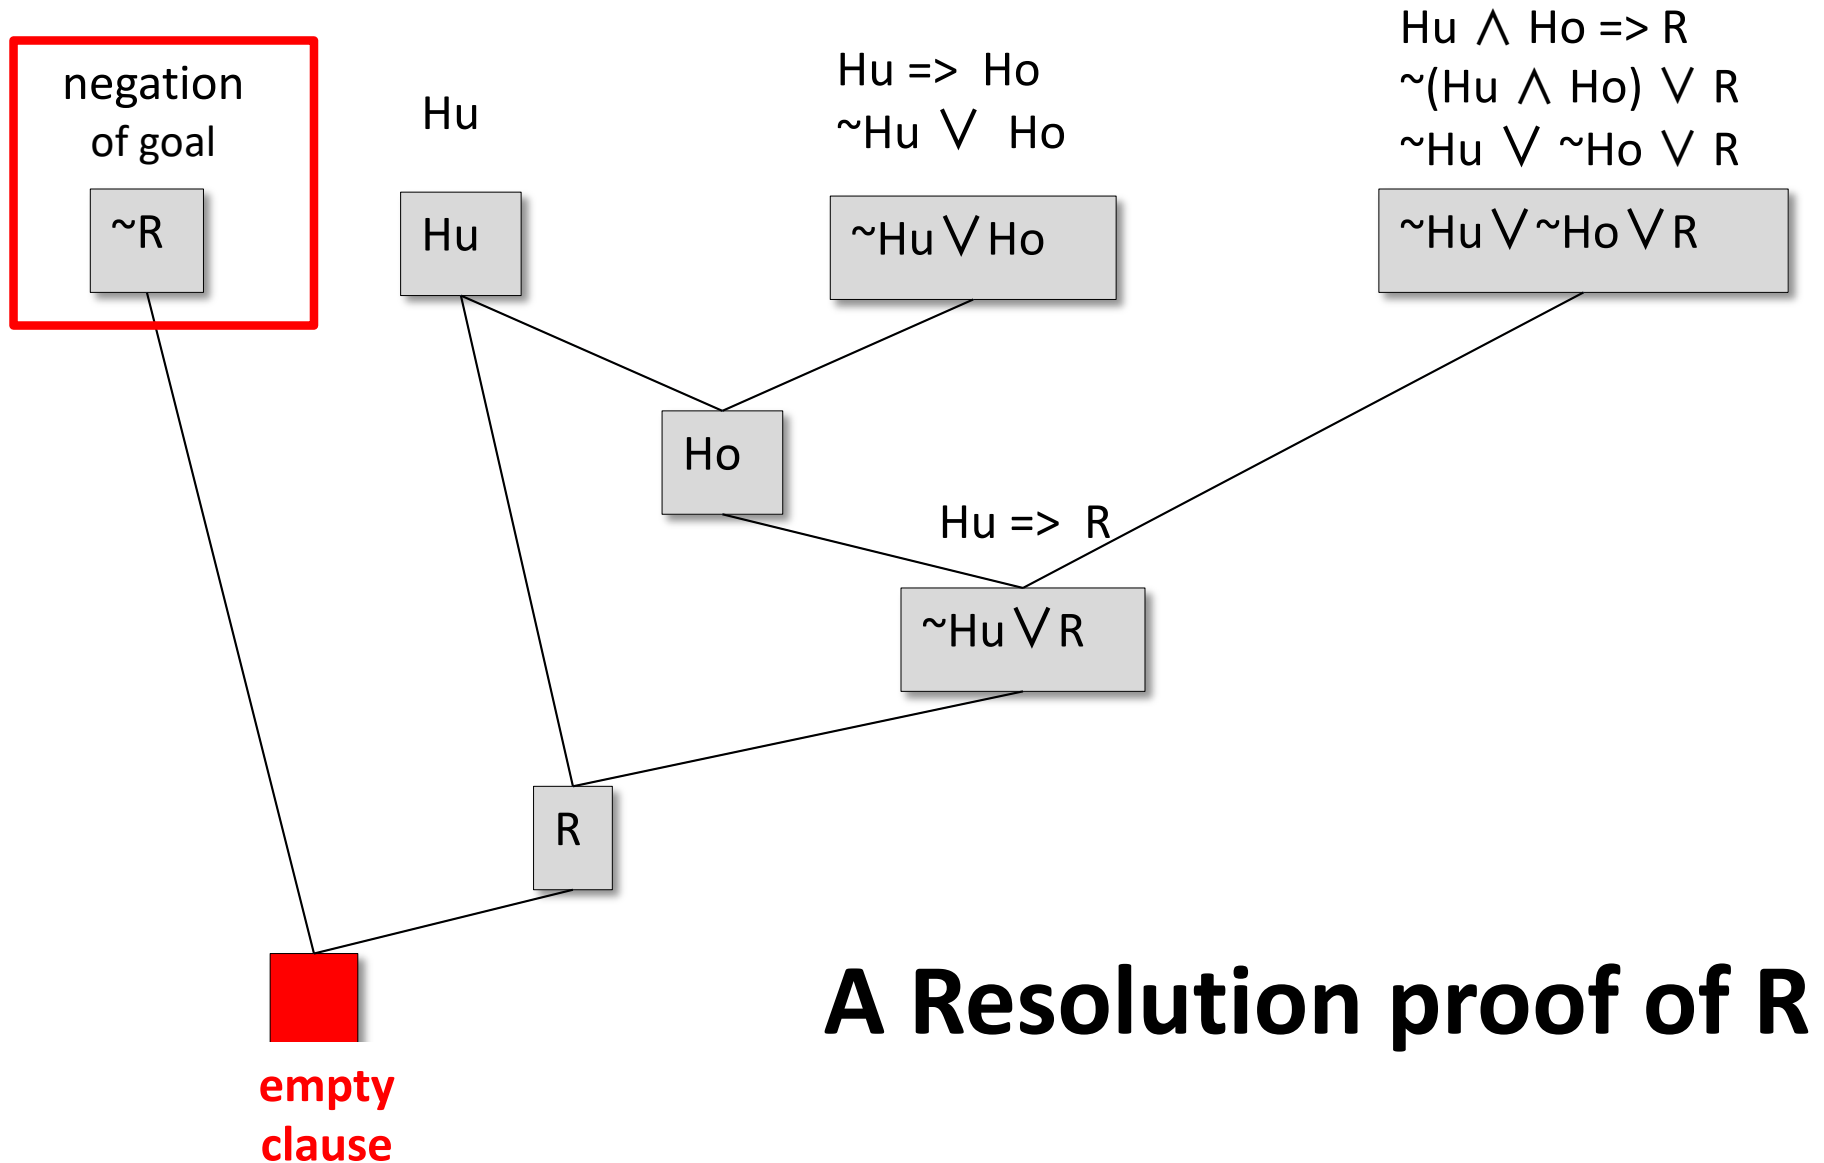 negation
of goal
~R
Hu
Hu
Hu => Ho
~Hu ∨ Ho
~Hu ∨ Ho
Hu ∧ Ho => R
~(Hu ∧ Ho) ∨ R
~Hu ∨ ~Ho ∨ R
~Hu ∨ ~Ho ∨ R
Ho
Hu => R
~Hu ∨ R
R
A Resolution proof of R
empty
clause